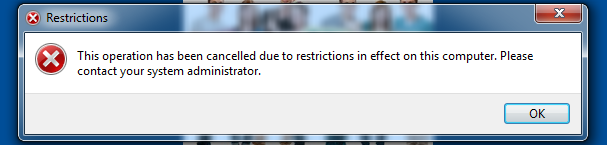 Restrictions
This operation has been cancelled due to restrictions in effect on this computer. Please
contact your system administrator.
OK